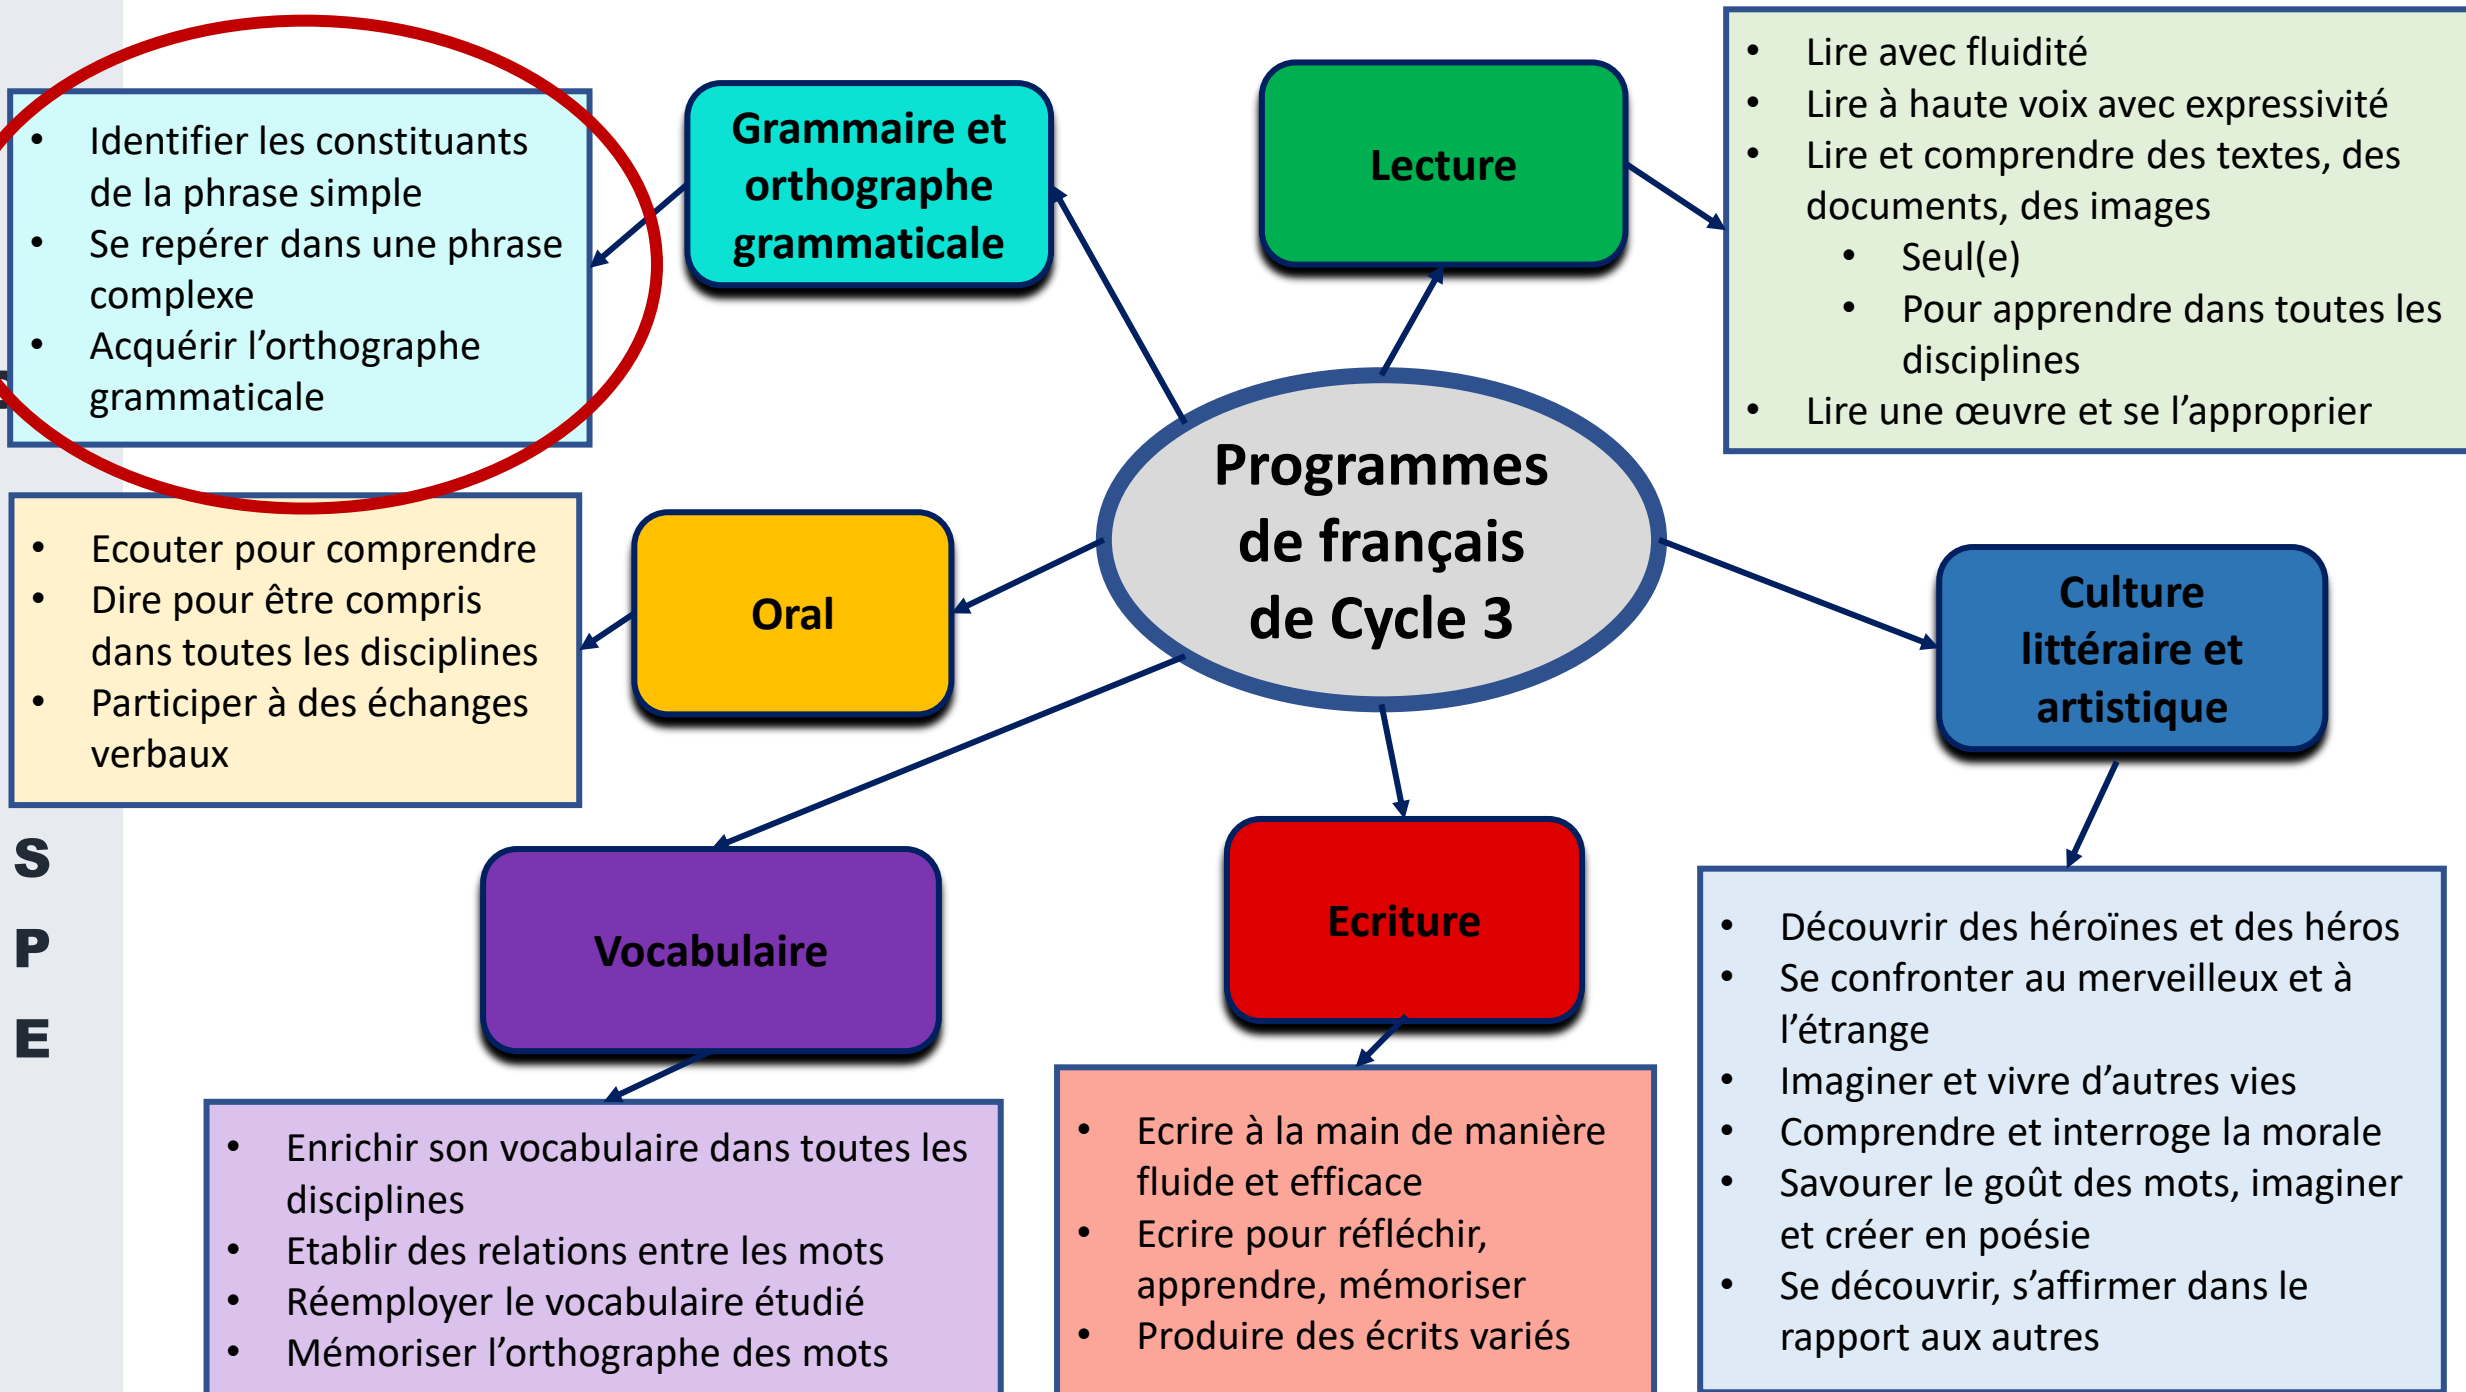 Programmes
de français
de Cycle 3
Grammaire et
orthographe
grammaticale
• Identifier les constituants
de la phrase simple
• Se repérer dans une phrase
complexe
• Acquérir l’orthographe
grammaticale
Lecture
• Lire avec fluidité
• Lire à haute voix avec expressivité
• Lire et comprendre des textes, des
documents, des images
• Seul(e)
• Pour apprendre dans toutes les
disciplines
• Lire une œuvre et se l’approprier
Oral
• Ecouter pour comprendre
• Dire pour être compris
dans toutes les disciplines
• Participer à des échanges
verbaux
Culture
littéraire et
artistique
• Découvrir des héroïnes et des héros
• Se confronter au merveilleux et à
l’étrange
• Imaginer et vivre d’autres vies
• Comprendre et interroge la morale
• Savourer le goût des mots, imaginer
et créer en poésie
• Se découvrir, s’affirmer dans le
rapport aux autres
Vocabulaire
• Enrichir son vocabulaire dans toutes les
disciplines
• Etablir des relations entre les mots
• Réemployer le vocabulaire étudié
• Mémoriser l’orthographe des mots
Ecriture
• Ecrire à la main de manière
fluide et efficace
• Ecrire pour réfléchir,
apprendre, mémoriser
• Produire des écrits variés
S
P
E